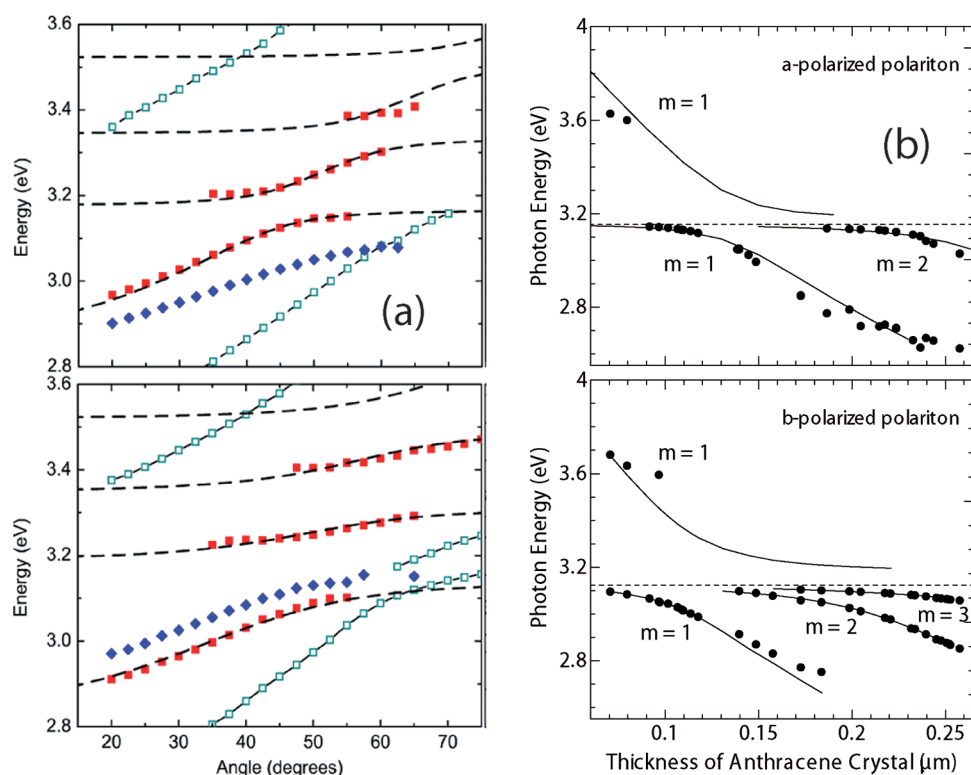 3.6
3.4
3.2
3.0
2.8
Energy (eV)
(a)
3.6
3.4
3.2
3.0
2.8
Energy (eV)
20 30 40 50 60 70
Angle (degrees)
4
3.6
3.2
2.8
Photon Energy (eV)
a-polarized polariton
m = 1
(b)
m = 1
m = 2
4
3.6
3.2
2.8
Photon Energy (eV)
b-polarized polariton
m = 1
m = 1
m = 2
m = 3
0.1 0.15 0.2 0.25
Thickness of Anthracene Crystal (µm)